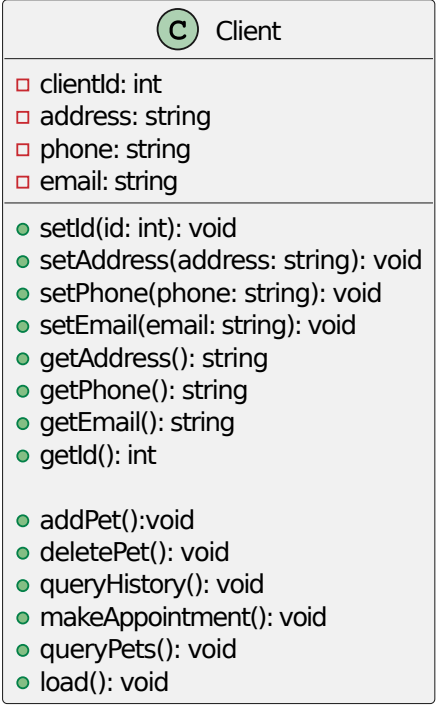 C Client
clientId: int
address: string
phone: string
email: string
setId(id: int): void
setAddress(address: string): void
setPhone(phone: string): void
setEmail(email: string): void
getAddress(): string
getPhone(): string
getEmail(): string
getId(): int
addPet():void
deletePet(): void
queryHistory(): void
makeAppointment(): void
queryPets(): void
load(): void